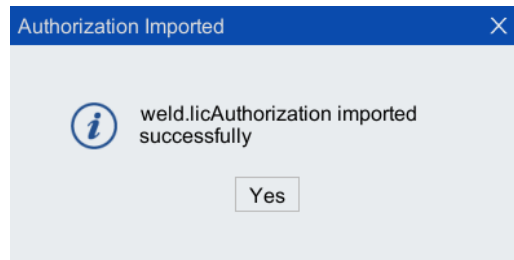 Authorization Imported
weld.licAuthorization imported
successfully
Yes